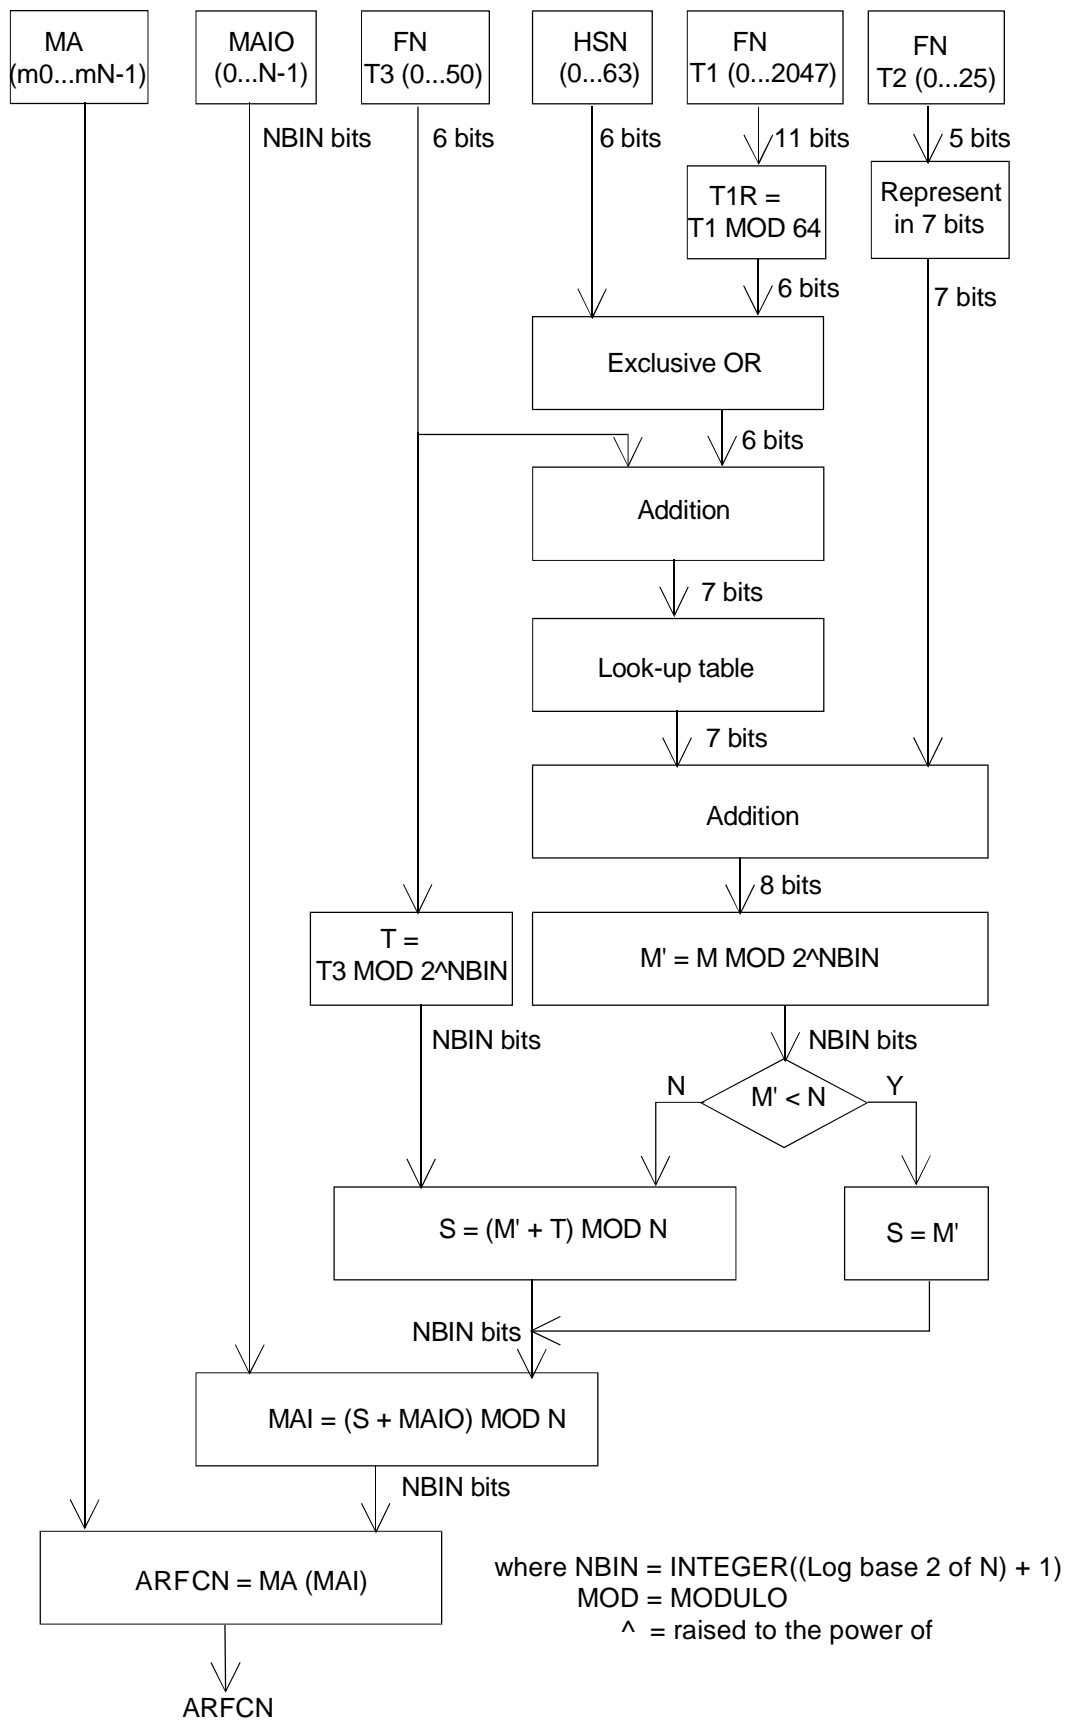 MA
(m0...mN-1)
MAIO
(0...N-1)
FN
T3 (0...50)
HSN
(0...63)
FN
T1 (0...2047)
FN
T2 (0...25)
NBIN bits
6 bits
6 bits
11 bits
5 bits
T1R =
T1 MOD 64
Represent
in 7 bits
6 bits
7 bits
Exclusive OR
6 bits
Addition
7 bits
Look-up table
7 bits
Addition
8 bits
T =
T3 MOD 2^NBIN
M' = M MOD 2^NBIN
NBIN bits
NBIN bits
N
M' < N
Y
S = (M' + T) MOD N
S = M'
NBIN bits
MAI = (S + MAIO) MOD N
NBIN bits
ARFCN = MA (MAI)
where NBIN = INTEGER((Log base 2 of N) + 1)
MOD = MODULO
^ = raised to the power of
ARFCN